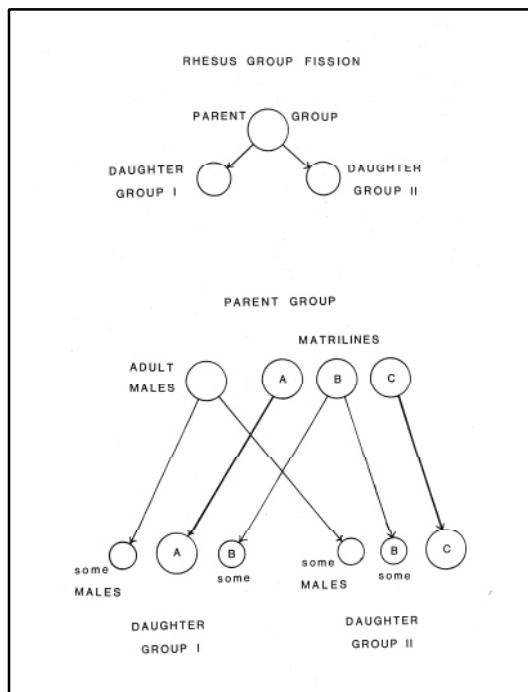 RHESUS GROUP FISSION
PARENT GROUP
DAUGHTER GROUP I
DAUGHTER GROUP II
PARENT GROUP
MATRILINES
ADULT MALES
A B C
some MALES
A
B
some
some MALES
B
some
C
DAUGHTER GROUP I
DAUGHTER GROUP II